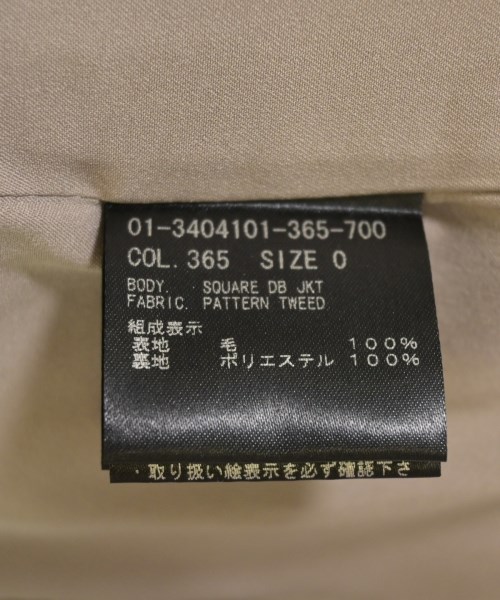 01-3404101-365-700
COL. 365 SIZE 0
BODY. SQUARE DB JKT
FABRIC. PATTERN TWEED
組成表示
表地 毛 100%
裏地 ポリエステル 100%
・取り扱い絵表示を必ず確認下さ